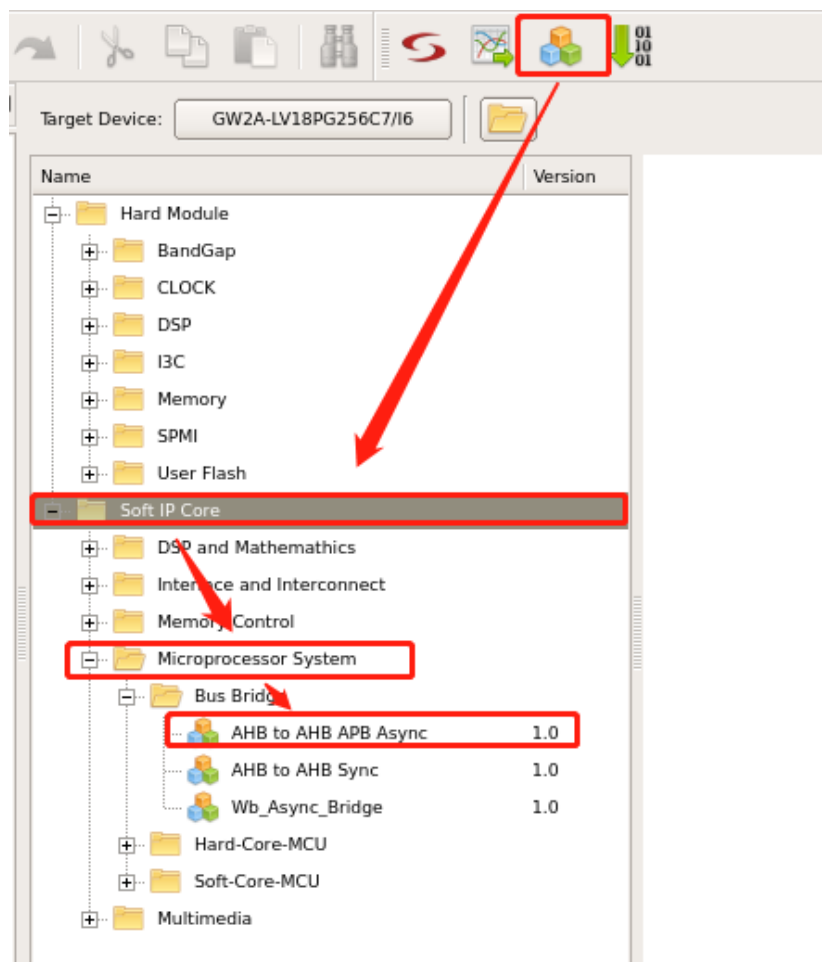 01
10
01
Target Device: GW2A-LV18PG256C7/I6
Name Version
Hard Module
BandGap
CLOCK
DSP
I3C
Memory
SPMI
User Flash
Soft IP Core
DSP and Mathemathics
Interface and Interconnect
Memory Control
Microprocessor System
Bus Bridge
AHB to AHB APB Async 1.0
AHB to AHB Sync 1.0
Wb_Async_Bridge 1.0
Hard-Core-MCU
Soft-Core-MCU
Multimedia